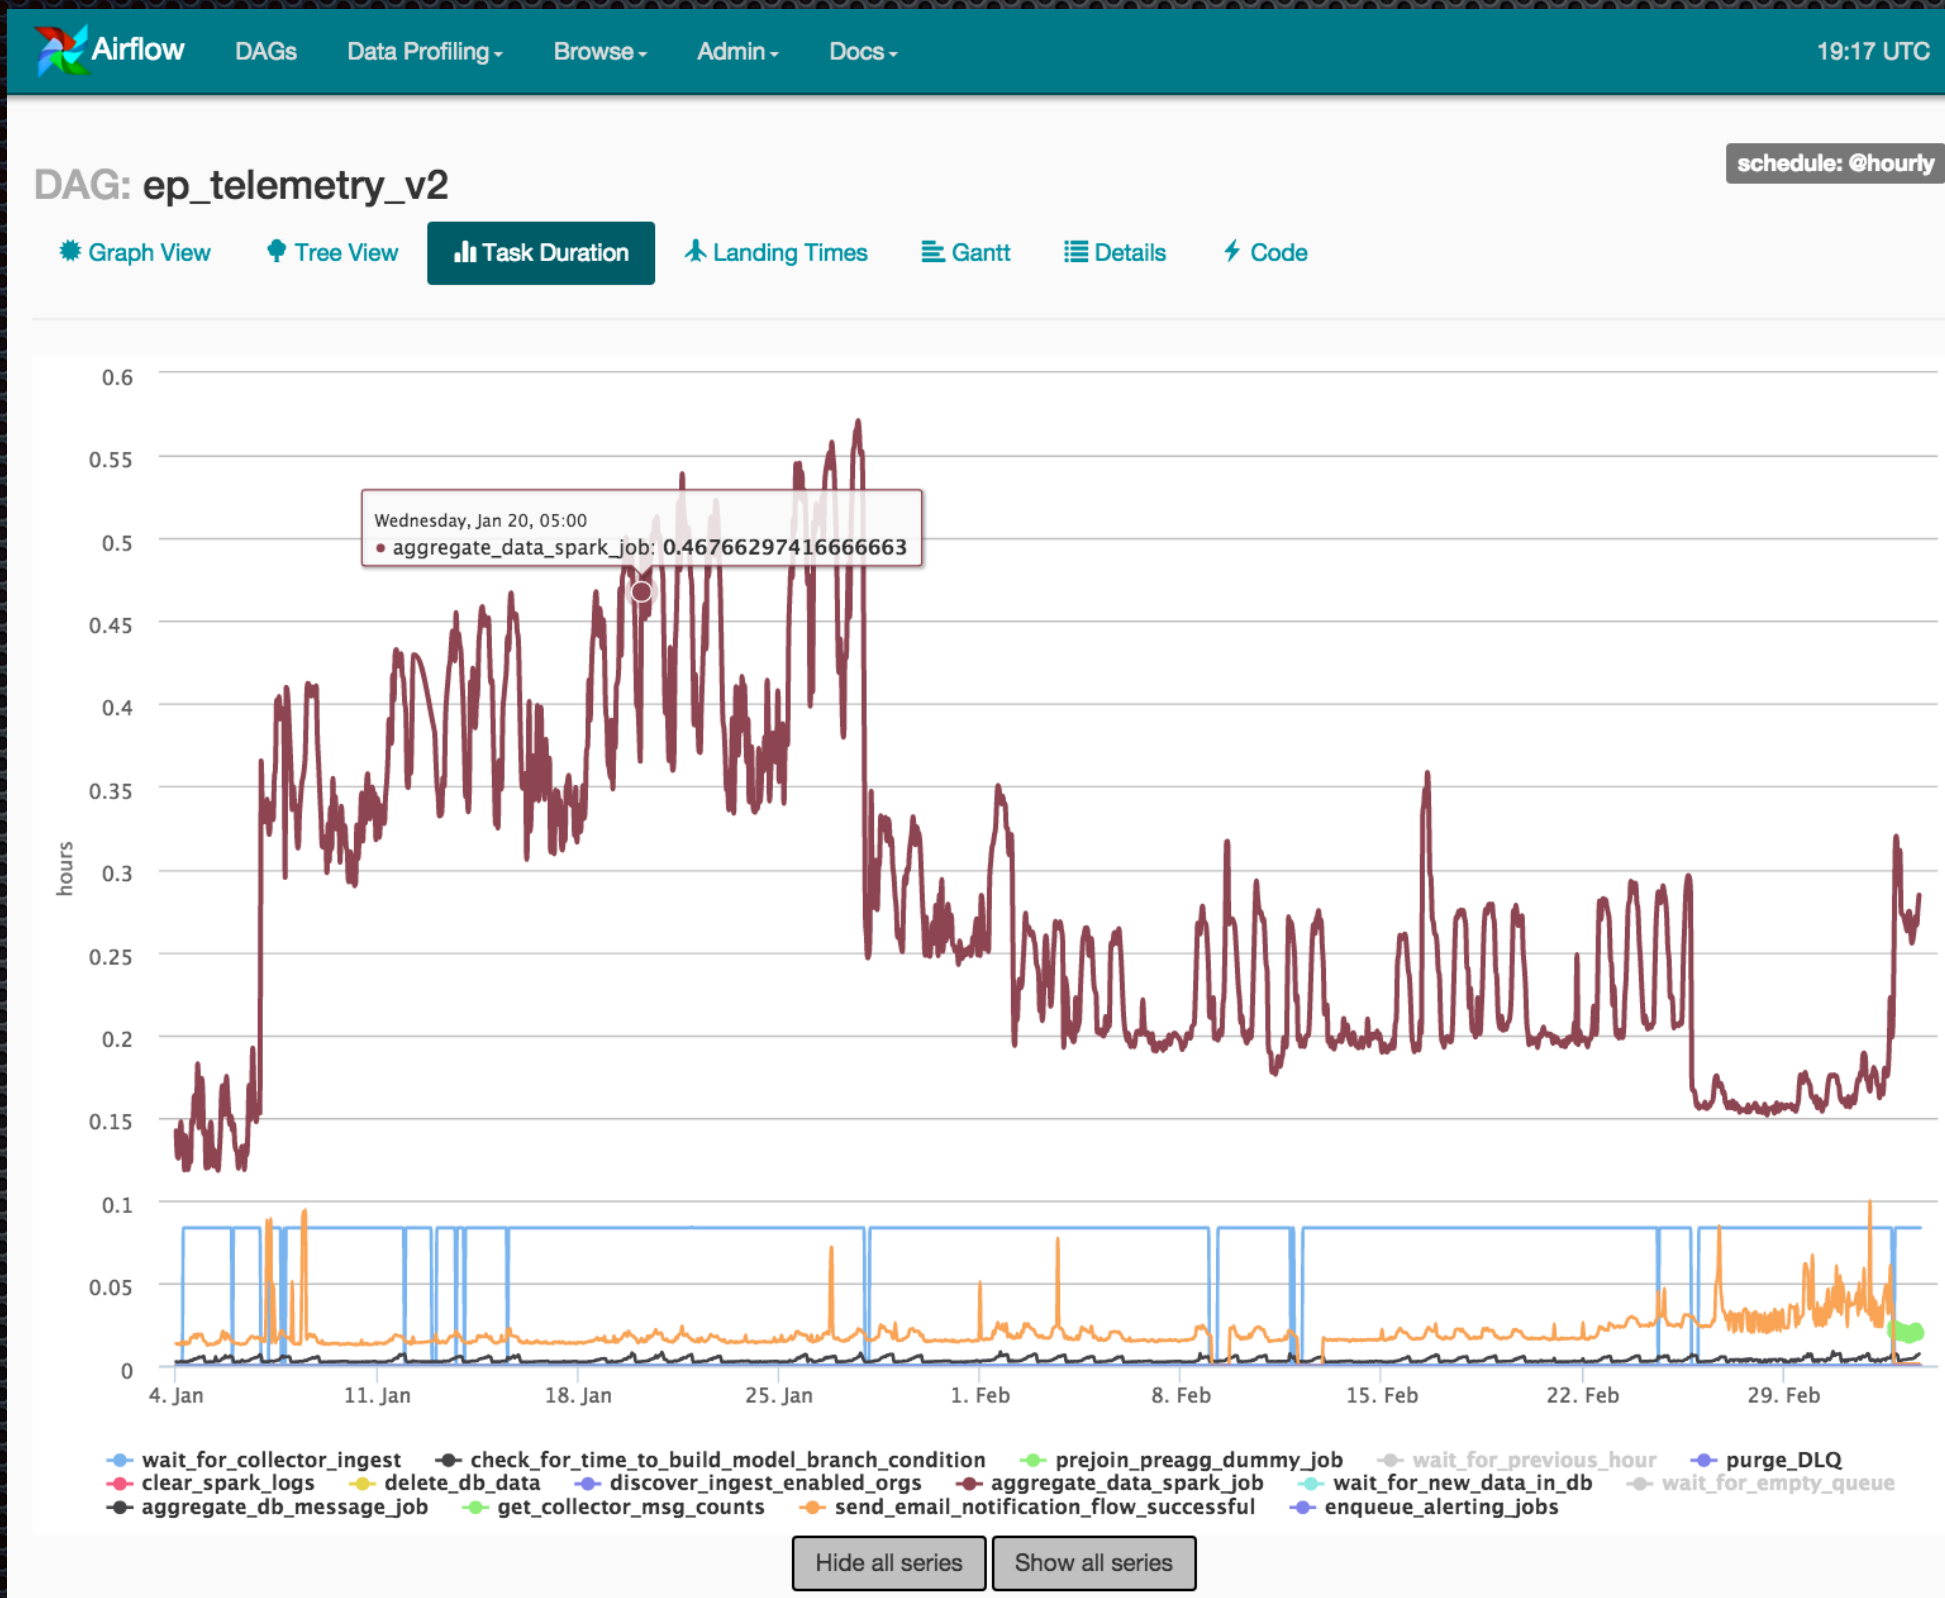 Airflow DAGs Data Profiling Browse Admin Docs 19:17 UTC
schedule: @hourly
DAG: ep_telemetry_v2
Graph View Tree View Task Duration Landing Times Gantt Details Code
0.6
0.55
Wednesday, Jan 20, 05:00
0.5
aggregate_data_spark_job: 0.46766297416666663
0.45
0.4
0.35
hours
0.3
0.25
0.2
0.15
0.1
0.05
0
4. Jan 11. Jan 18. Jan 25. Jan 1. Feb 8. Feb 15. Feb 22. Feb 29. Feb
wait_for_collector_ingest check_for_time_to_build_model_branch_condition prejoin_preagg_dummy_job wait_for_previous_hour purge_DLQ
clear_spark_logs delete_db_data discover_ingest_enabled_orgs aggregate_data_spark_job wait_for_new_data_in_db wait_for_empty_queue
aggregate_db_message_job get_collector_msg_counts send_email_notification_flow_successful enqueue_alerting_jobs
Hide all series Show all series